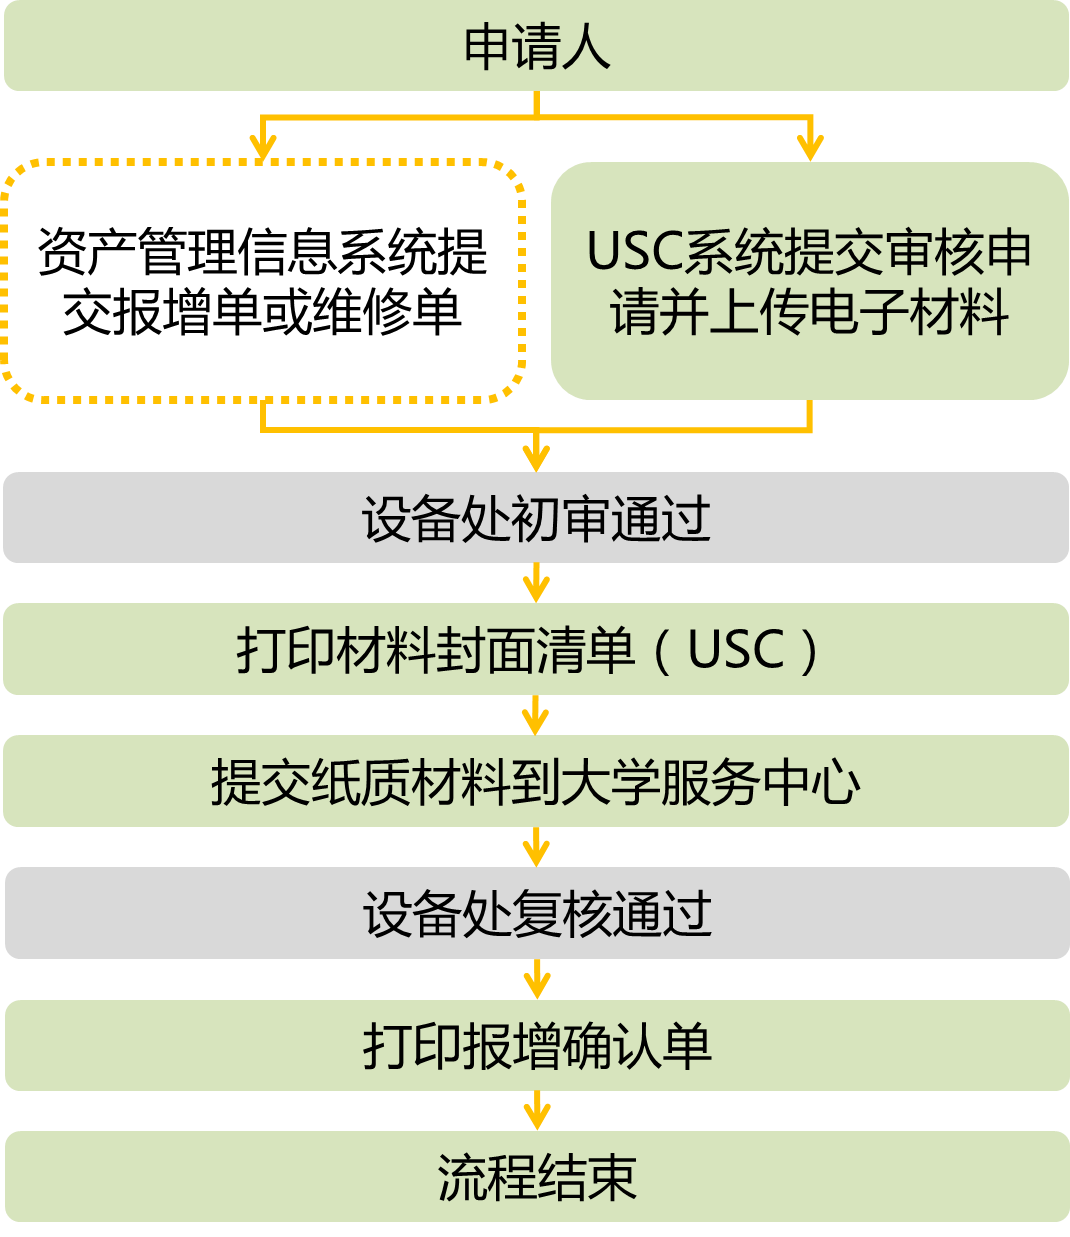 申请人
资产管理信息系统提
交报增单或维修单
USC系统提交审核申
请并上传电子材料
设备处初审通过
打印材料封面清单（USC）
提交纸质材料到大学服务中心
设备处复核通过
打印报增确认单
流程结束